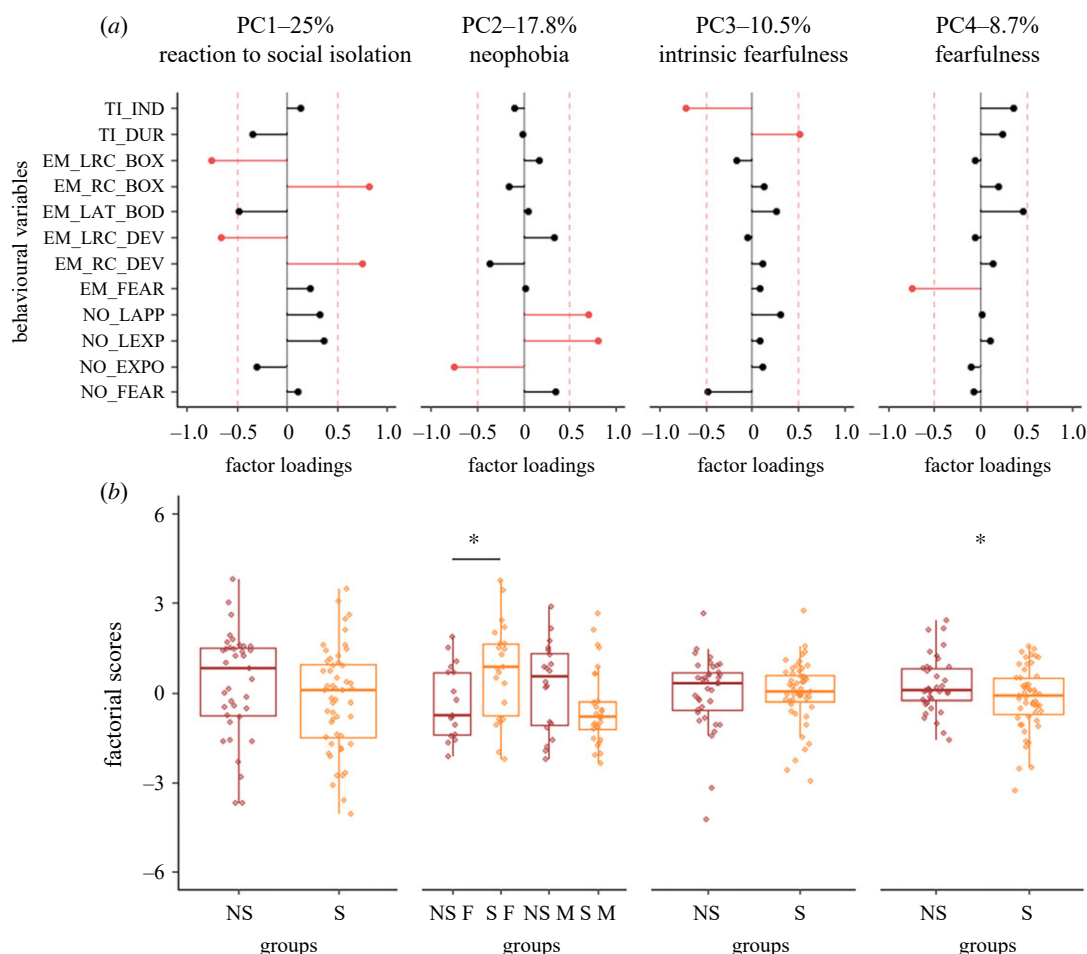 (a)
PC1–25%
reaction to social isolation
PC2–17.8%
neophobia
PC3–10.5%
intrinsic fearfulness
PC4–8.7%
fearfulness
behavioural variables
TI_IND
TI_DUR
EM_LRC_BOX
EM_RC_BOX
EM_LAT_BOD
EM_LRC_DEV
EM_RC_DEV
EM_FEAR
NO_LAPP
NO_LEXP
NO_EXPO
NO_FEAR
–1.0 –0.5 0 0.5 1.0
–1.0 –0.5 0 0.5 1.0
–1.0 –0.5 0 0.5 1.0
–1.0 –0.5 0 0.5 1.0
factor loadings
factor loadings
factor loadings
factor loadings
(b)
factorial scores
6
3
0
–3
–6
*
*
NS S
NS F S F NS M S M
NS S
NS S
groups
groups
groups
groups